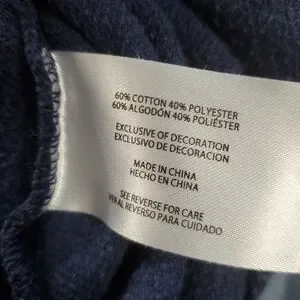 60% COTTON 40% POLYESTER
60% ALGODÓN 40% POLIÉSTER
EXCLUSIVE OF DECORATION
EXCLUSIVO DE DECORACION
MADE IN CHINA
HECHO EN CHINA
SEE REVERSE FOR CARE
VER AL REVERSO PARA CUIDADO